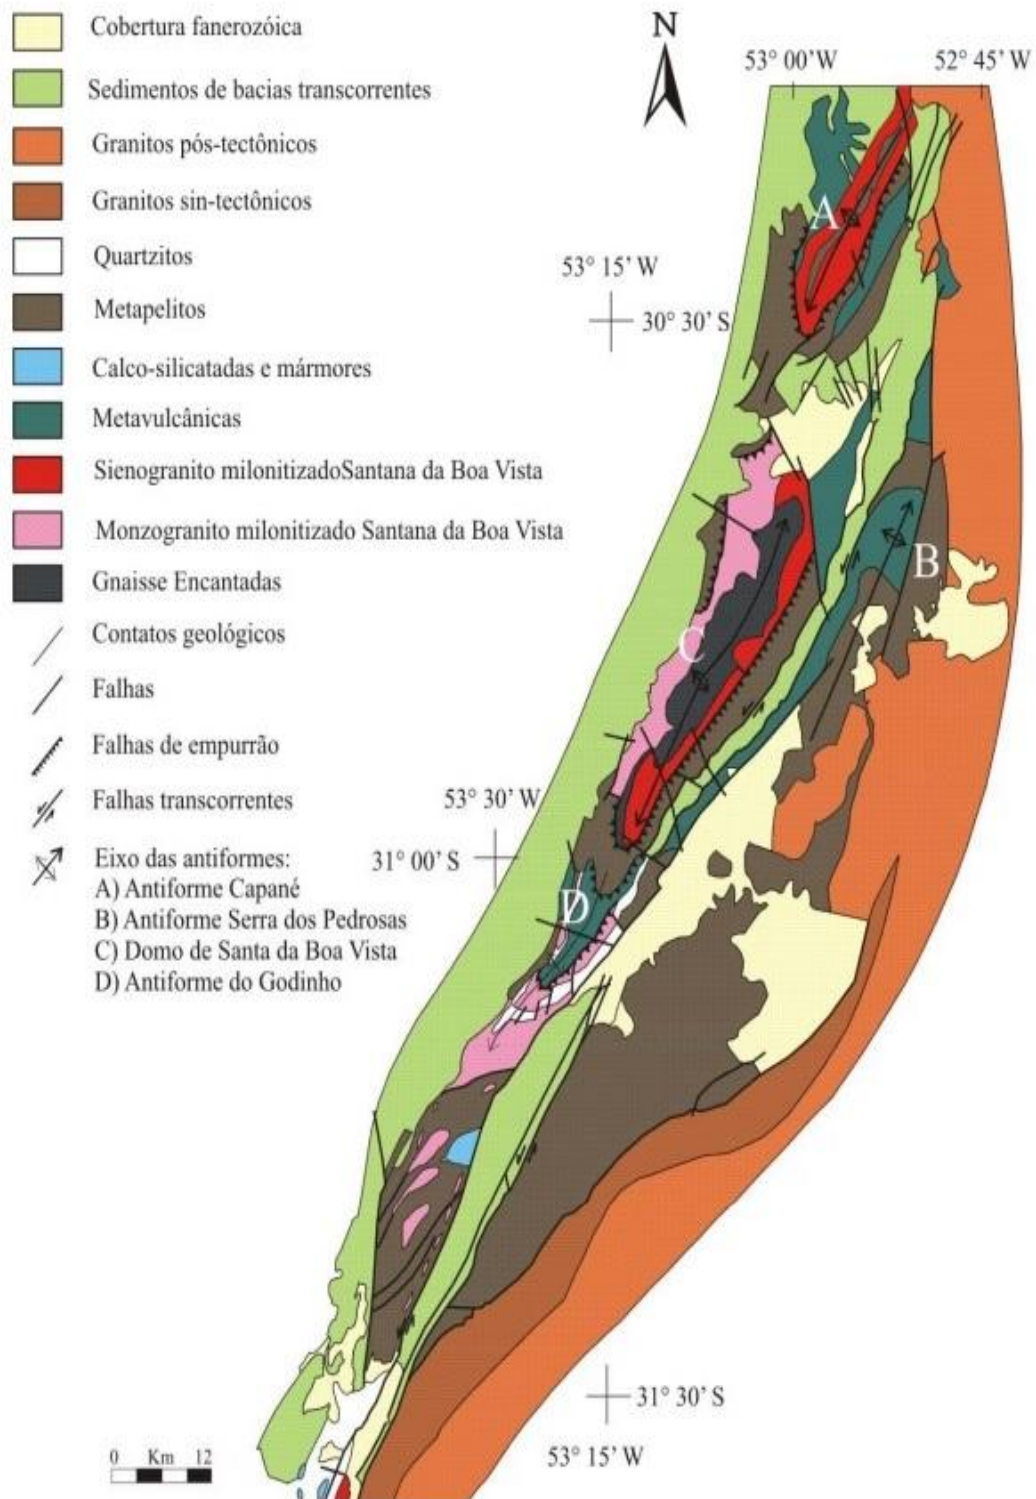 Cobertura fanerozóica
Sedimentos de bacias transcorrentes
Granitos pós-tectônicos
Granitos sin-tectônicos
Quartzitos
Metapelitos
Calco-silicatadas e mármores
Metavulcânicas
Sienogranito milonitizadoSantana da Boa Vista
Monzogranito milonitizado Santana da Boa Vista
Gnaisse Encantadas
Contatos geológicos
Falhas
Falhas de empurrão
Falhas transcorrentes
Eixo das antiformes:
A) Antiforme Capané
B) Antiforme Serra dos Pedrosas
C) Domo de Santa da Boa Vista
D) Antiforme do Godinho
0 Km 12
N
53° 00'W
52° 45' W
53° 15' W
30° 30' S
A
B
C
53° 30' W
31° 00' S
D
31° 30' S
53° 15' W